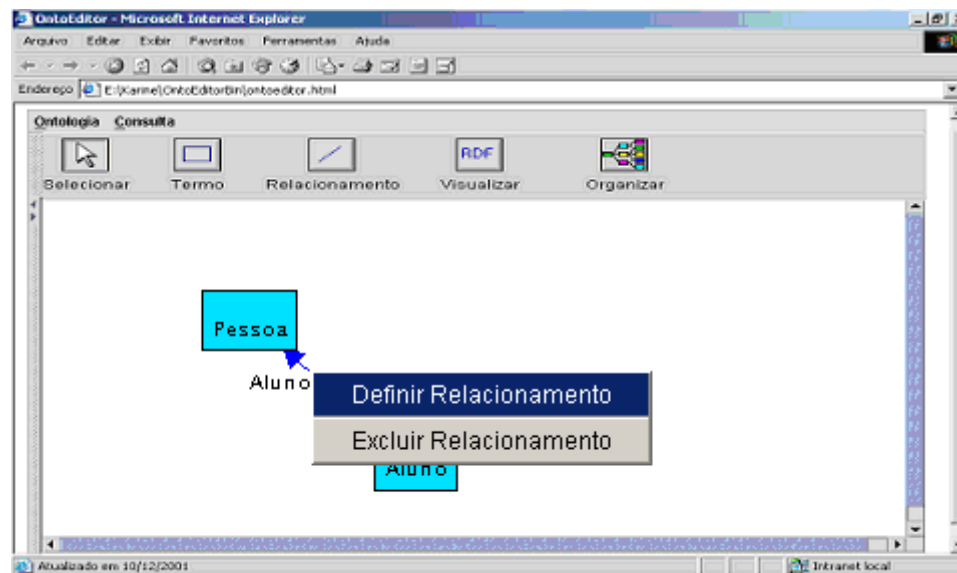 OntoEditor - Microsoft Internet Explorer
Arquivo Editar Exibir Favoritos Ferramentas Ajuda
Endereço E:\Karine\OntoEditorBin\ontoeditor.html
Ontologia Consulta
RDF
Selecionar Termo Relacionamento Visualizar Organizar
Pessoa
Aluno
Definir Relacionamento
Excluir Relacionamento
Aluno
Atualizado em 10/12/2001 Intranet local